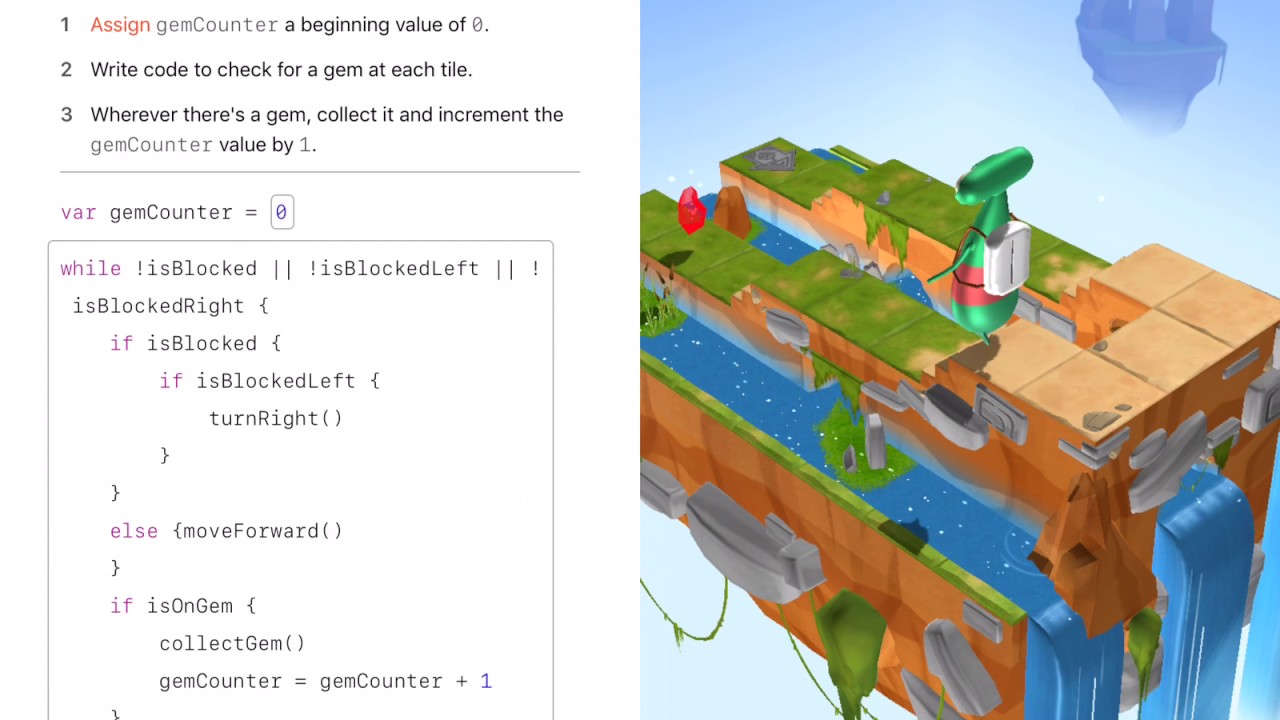 1 Assign gemCounter a beginning value of 0.
2 Write code to check for a gem at each tile.
3 Wherever there's a gem, collect it and increment the
gemCounter value by 1.
var gemCounter = 0
while !isBlocked || !isBlockedLeft || !
isBlockedRight {
if isBlocked {
if isBlockedLeft {
turnRight()
}
}
else {moveForward()
}
if isOnGem {
collectGem()
gemCounter = gemCounter + 1
}